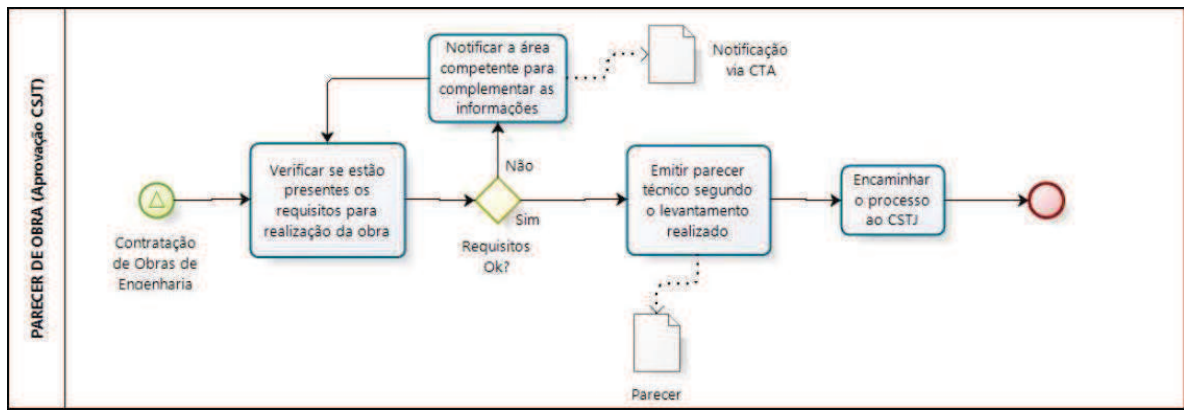 PARECER DE OBRA (Aprovação CSJT)
Notificar a área
competente para
complementar as
informações
Notificação
via CTA
Verificar se estão
presentes os
requisitos para
realização da obra
Não
Sim
Requisitos
Ok?
Emitir parecer
técnico segundo
o levantamento
realizado
Encaminhar
o processo
ao CSTJ
Contratação
de Obras de
Engenharia
Parecer